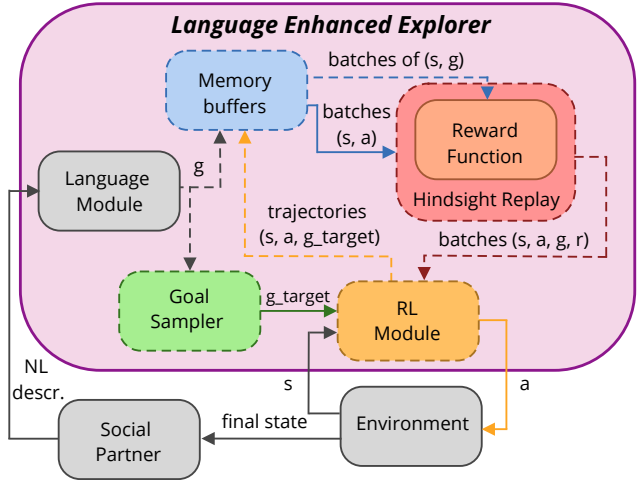 Language Enhanced Explorer
Memory
buffers
batches of (s, g)
batches
(s, a)
Reward
Function
Hindsight Replay
Language
Module
g
trajectories
(s, a, g_target)
batches (s, a, g, r)
Goal
Sampler
g_target
RL
Module
NL
descr.
s
a
Social
Partner
final state
Environment